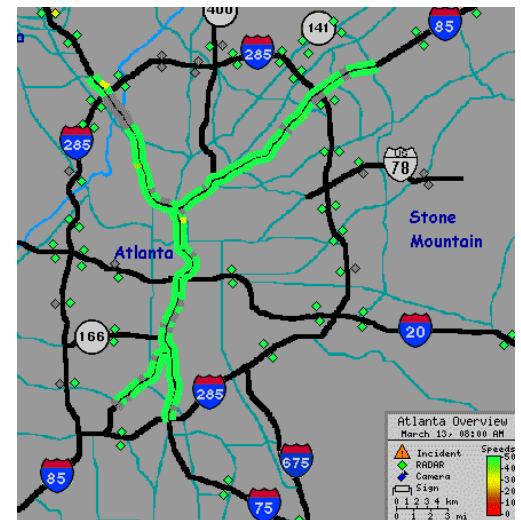 400
141
85
285
285
US
78
Stone
Mountain
Atlanta
166
20
285
85
675
75
Atlanta Overview
March 13, 08:00 AM
Incident
RADAR
Camera
Sign
0 1 2 3 4 km
0 1 2 3 mi
Speeds
50
40
30
20
10
0